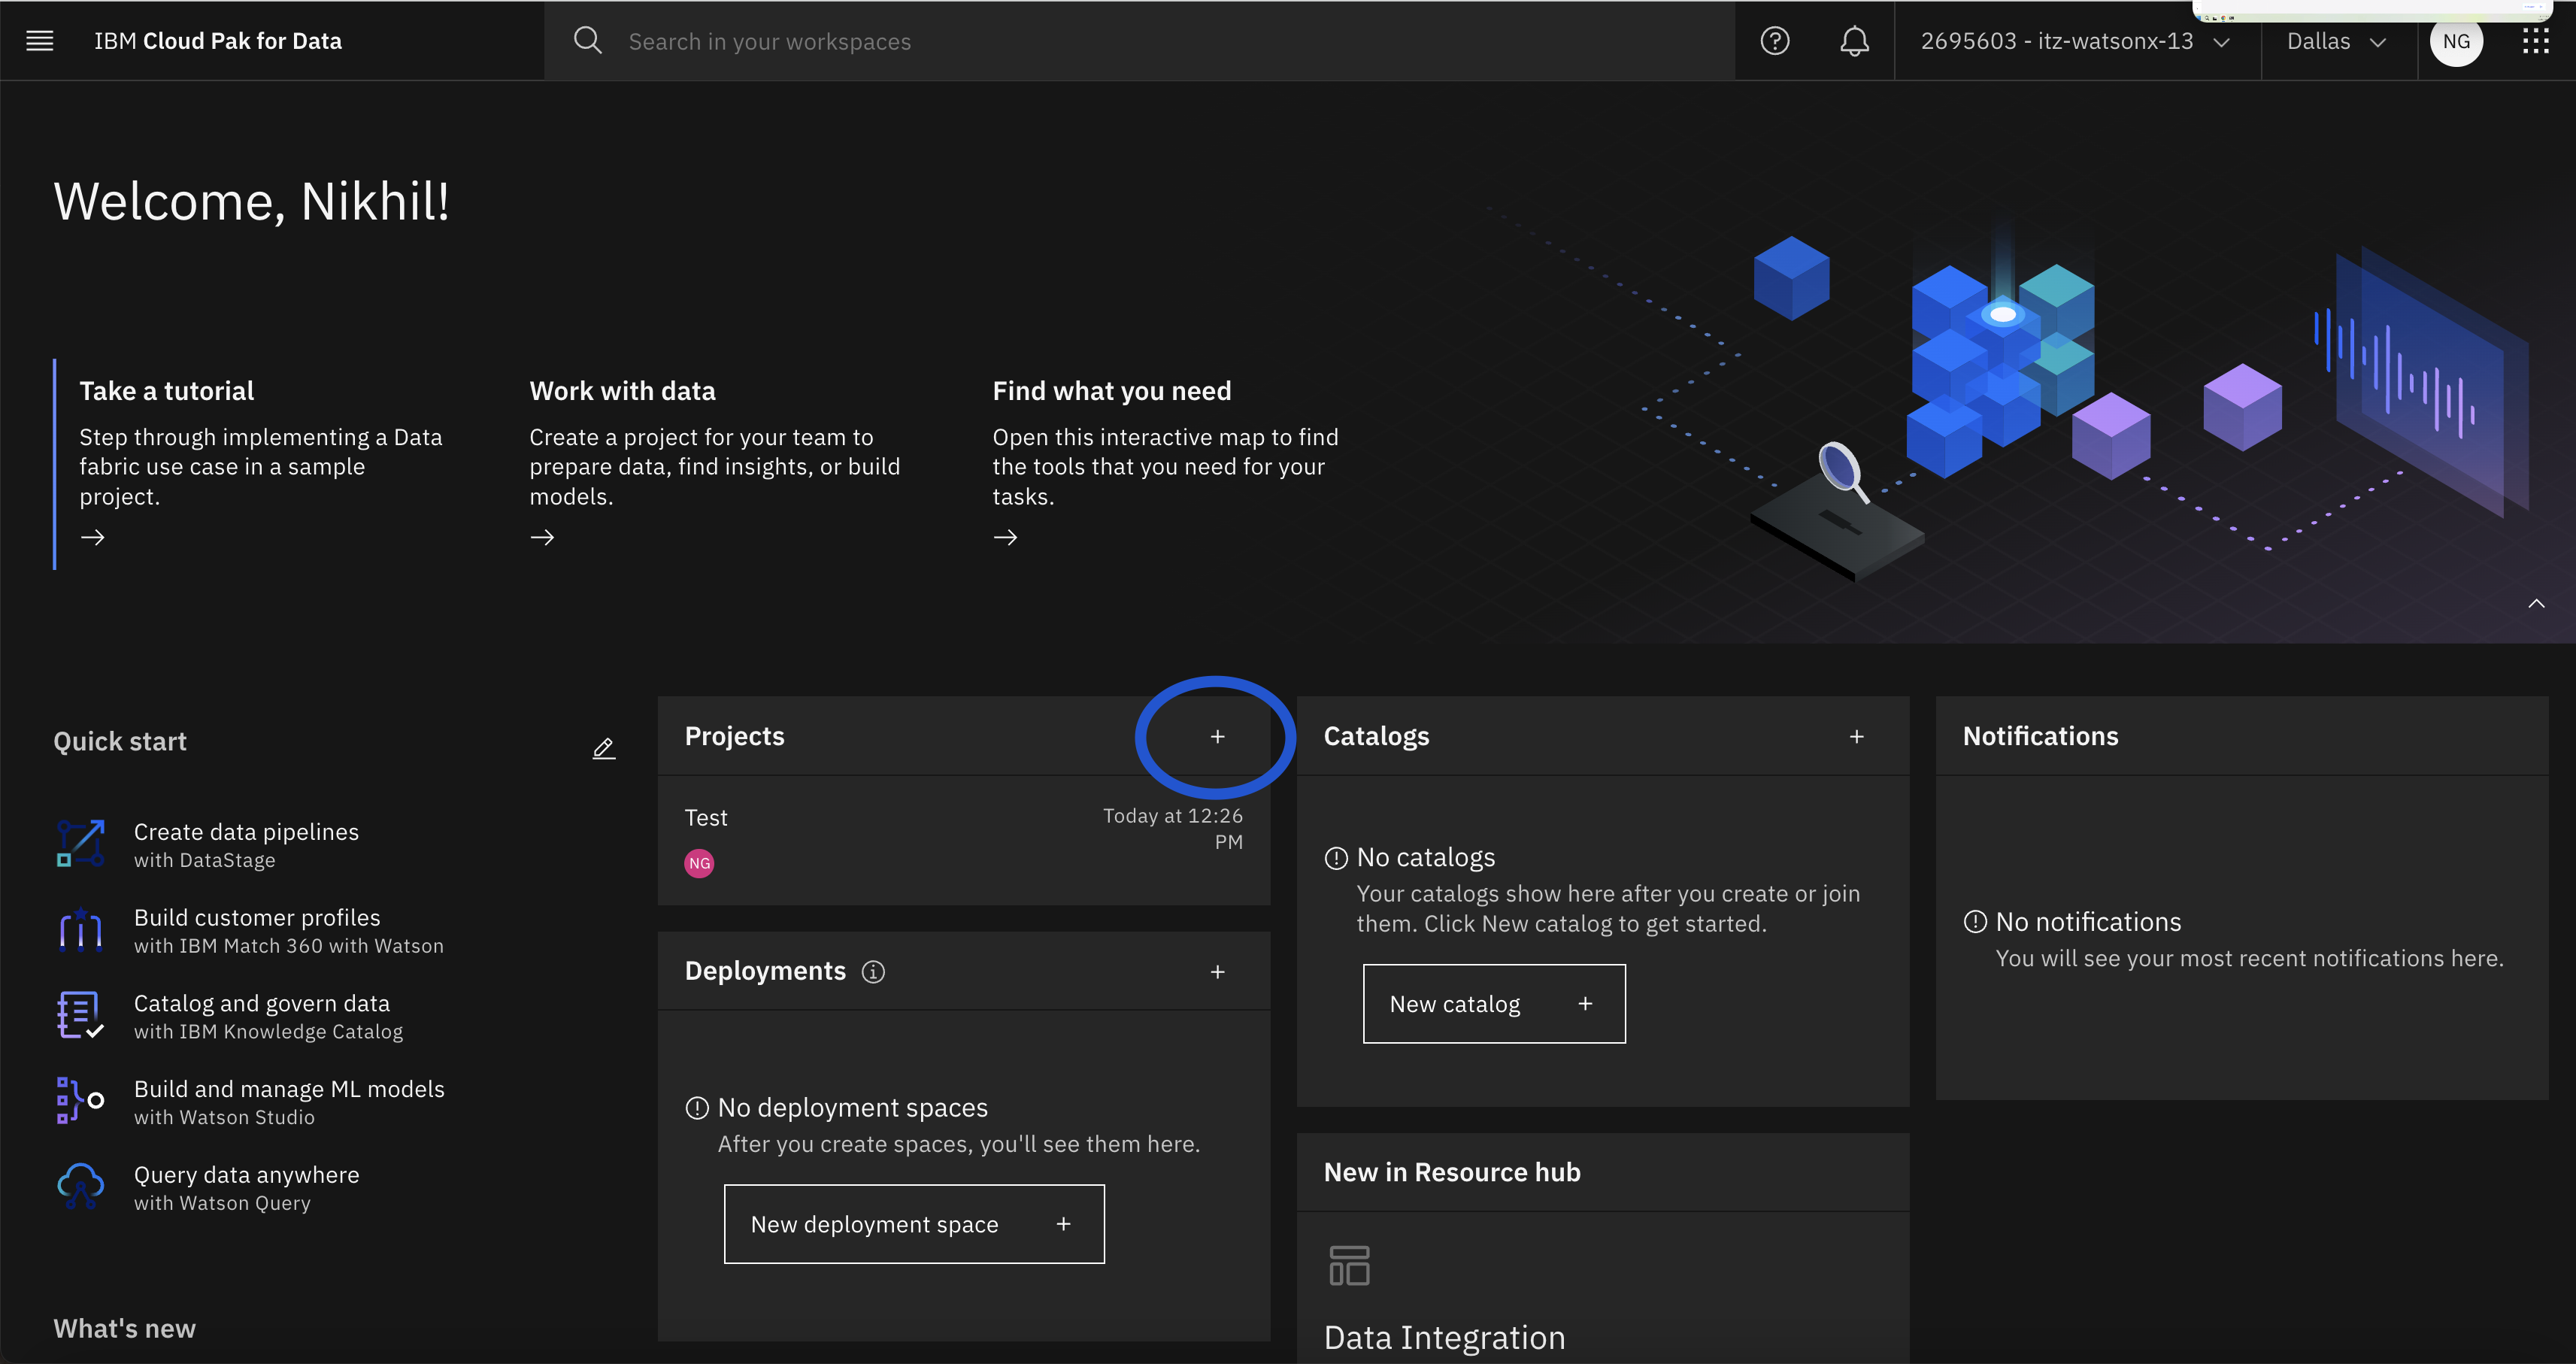 IBM Cloud Pak for Data
Search in your workspaces
2695603 - itz-watsonx-13
Dallas
NG
Welcome, Nikhil!
Take a tutorial
Step through implementing a Data
fabric use case in a sample
project.
Work with data
Create a project for your team to
prepare data, find insights, or build
models.
Find what you need
Open this interactive map to find
the tools that you need for your
tasks.
Quick start
Create data pipelines
with DataStage
Build customer profiles
with IBM Match 360 with Watson
Catalog and govern data
with IBM Knowledge Catalog
Build and manage ML models
with Watson Studio
Query data anywhere
with Watson Query
What's new
Projects
Test
Today at 12:26
PM
NG
Deployments
No deployment spaces
After you create spaces, you'll see them here.
New deployment space +
Catalogs
No catalogs
Your catalogs show here after you create or join
them. Click New catalog to get started.
New catalog +
New in Resource hub
Data Integration
Notifications
No notifications
You will see your most recent notifications here.